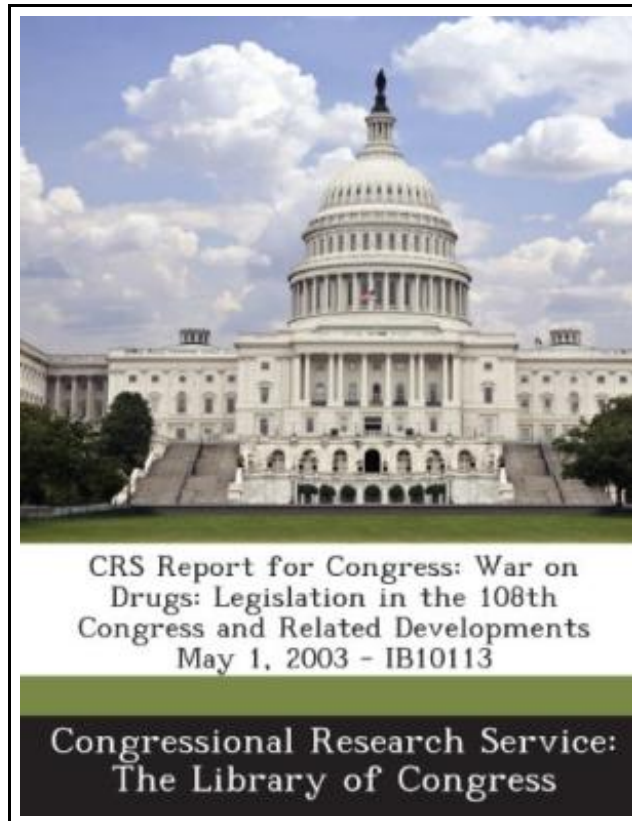 CRS Report for Congress: War on
Drugs: Legislation in the 108th
Congress and Related Developments
May 1, 2003 - IB10113
Congressional Research Service:
The Library of Congress